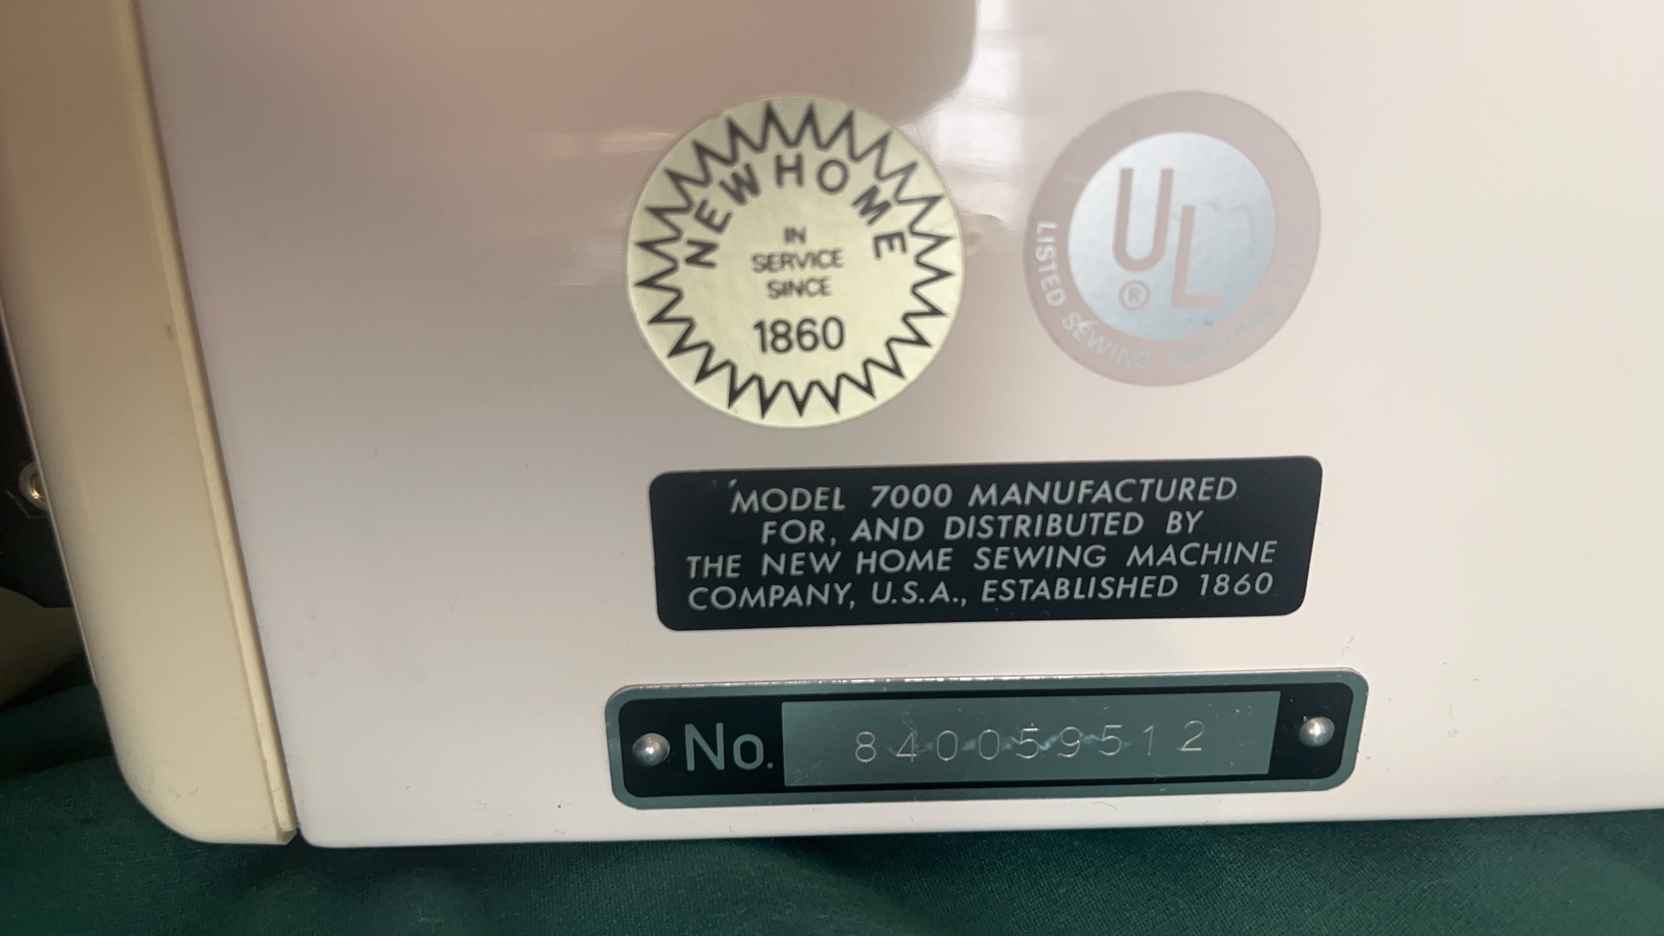 NEW HOME
IN
SERVICE
SINCE
1860
UL
®
LISTED SEWING
MODEL 7000 MANUFACTURED
FOR, AND DISTRIBUTED BY
THE NEW HOME SEWING MACHINE
COMPANY, U.S.A., ESTABLISHED 1860
No. 840059512